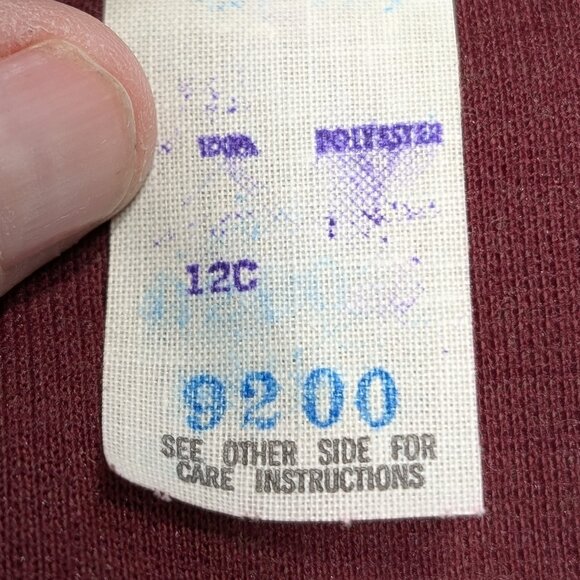 100% POLYESTER
12C
9200
SEE OTHER SIDE FOR
CARE INSTRUCTIONS